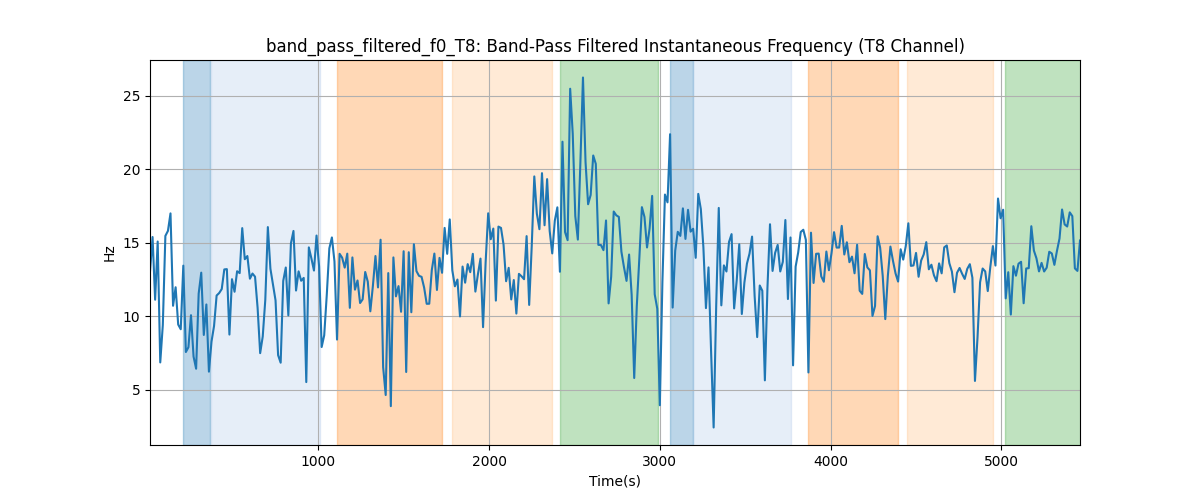 band_pass_filtered_f0_T8: Band-Pass Filtered Instantaneous Frequency (T8 Channel)
25
20
15
10
5
Hz
1000 2000 3000 4000 5000
Time(s)